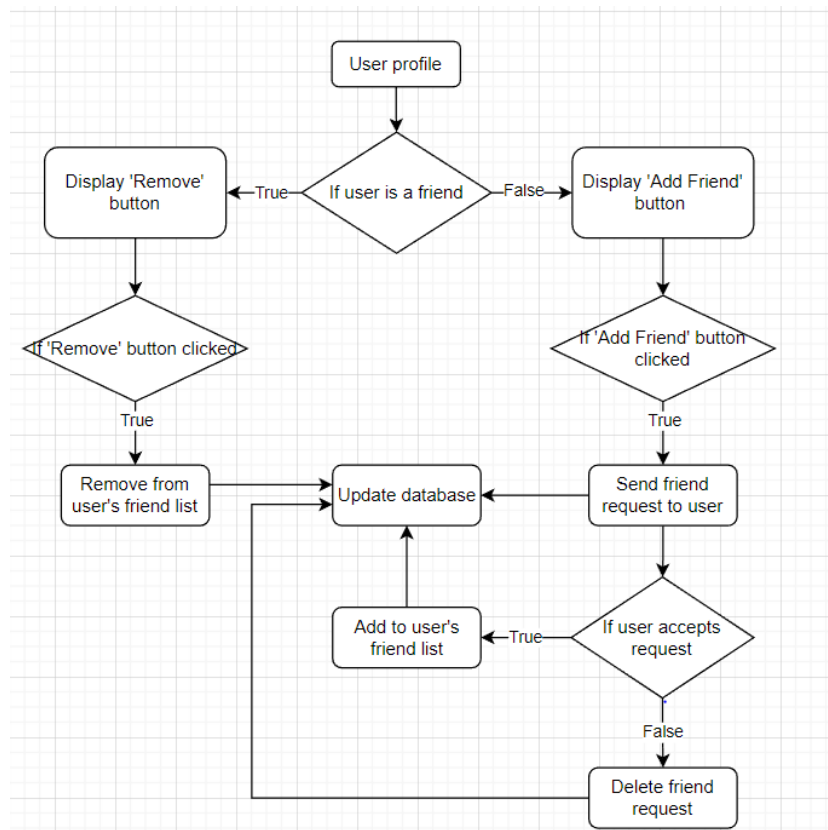 User profile
Display 'Remove'
button
True
If user is a friend
False
Display 'Add Friend'
button
If 'Remove' button clicked
If 'Add Friend' button
clicked
True
True
Remove from
user's friend list
Update database
Send friend
request to user
Add to user's
friend list
True
If user accepts
request
False
Delete friend
request